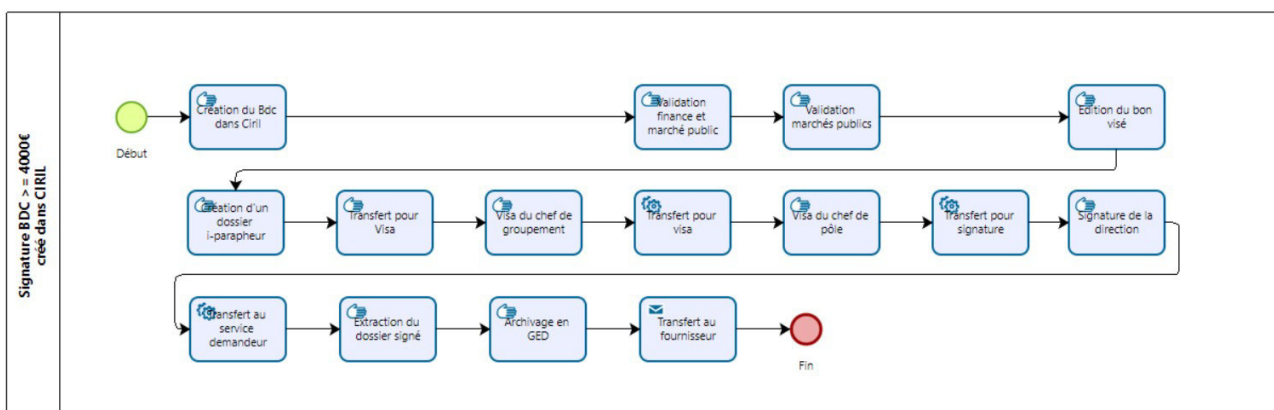 Signature BDC > = 4000€
créé dans CIRIL
Début
Création du Bdc
dans Ciril
Validation
finance et
marché public
Validation
marchés publics
Edition du bon
visé
Création d'un
dossier
i-parapheur
Transfert pour
Visa
Visa du chef de
groupement
Transfert pour
visa
Visa du chef de
pôle
Transfert pour
signature
Signature de la
direction
Transfert au
service
demandeur
Extraction du
dossier signé
Archivage en
GED
Transfert au
fournisseur
Fin